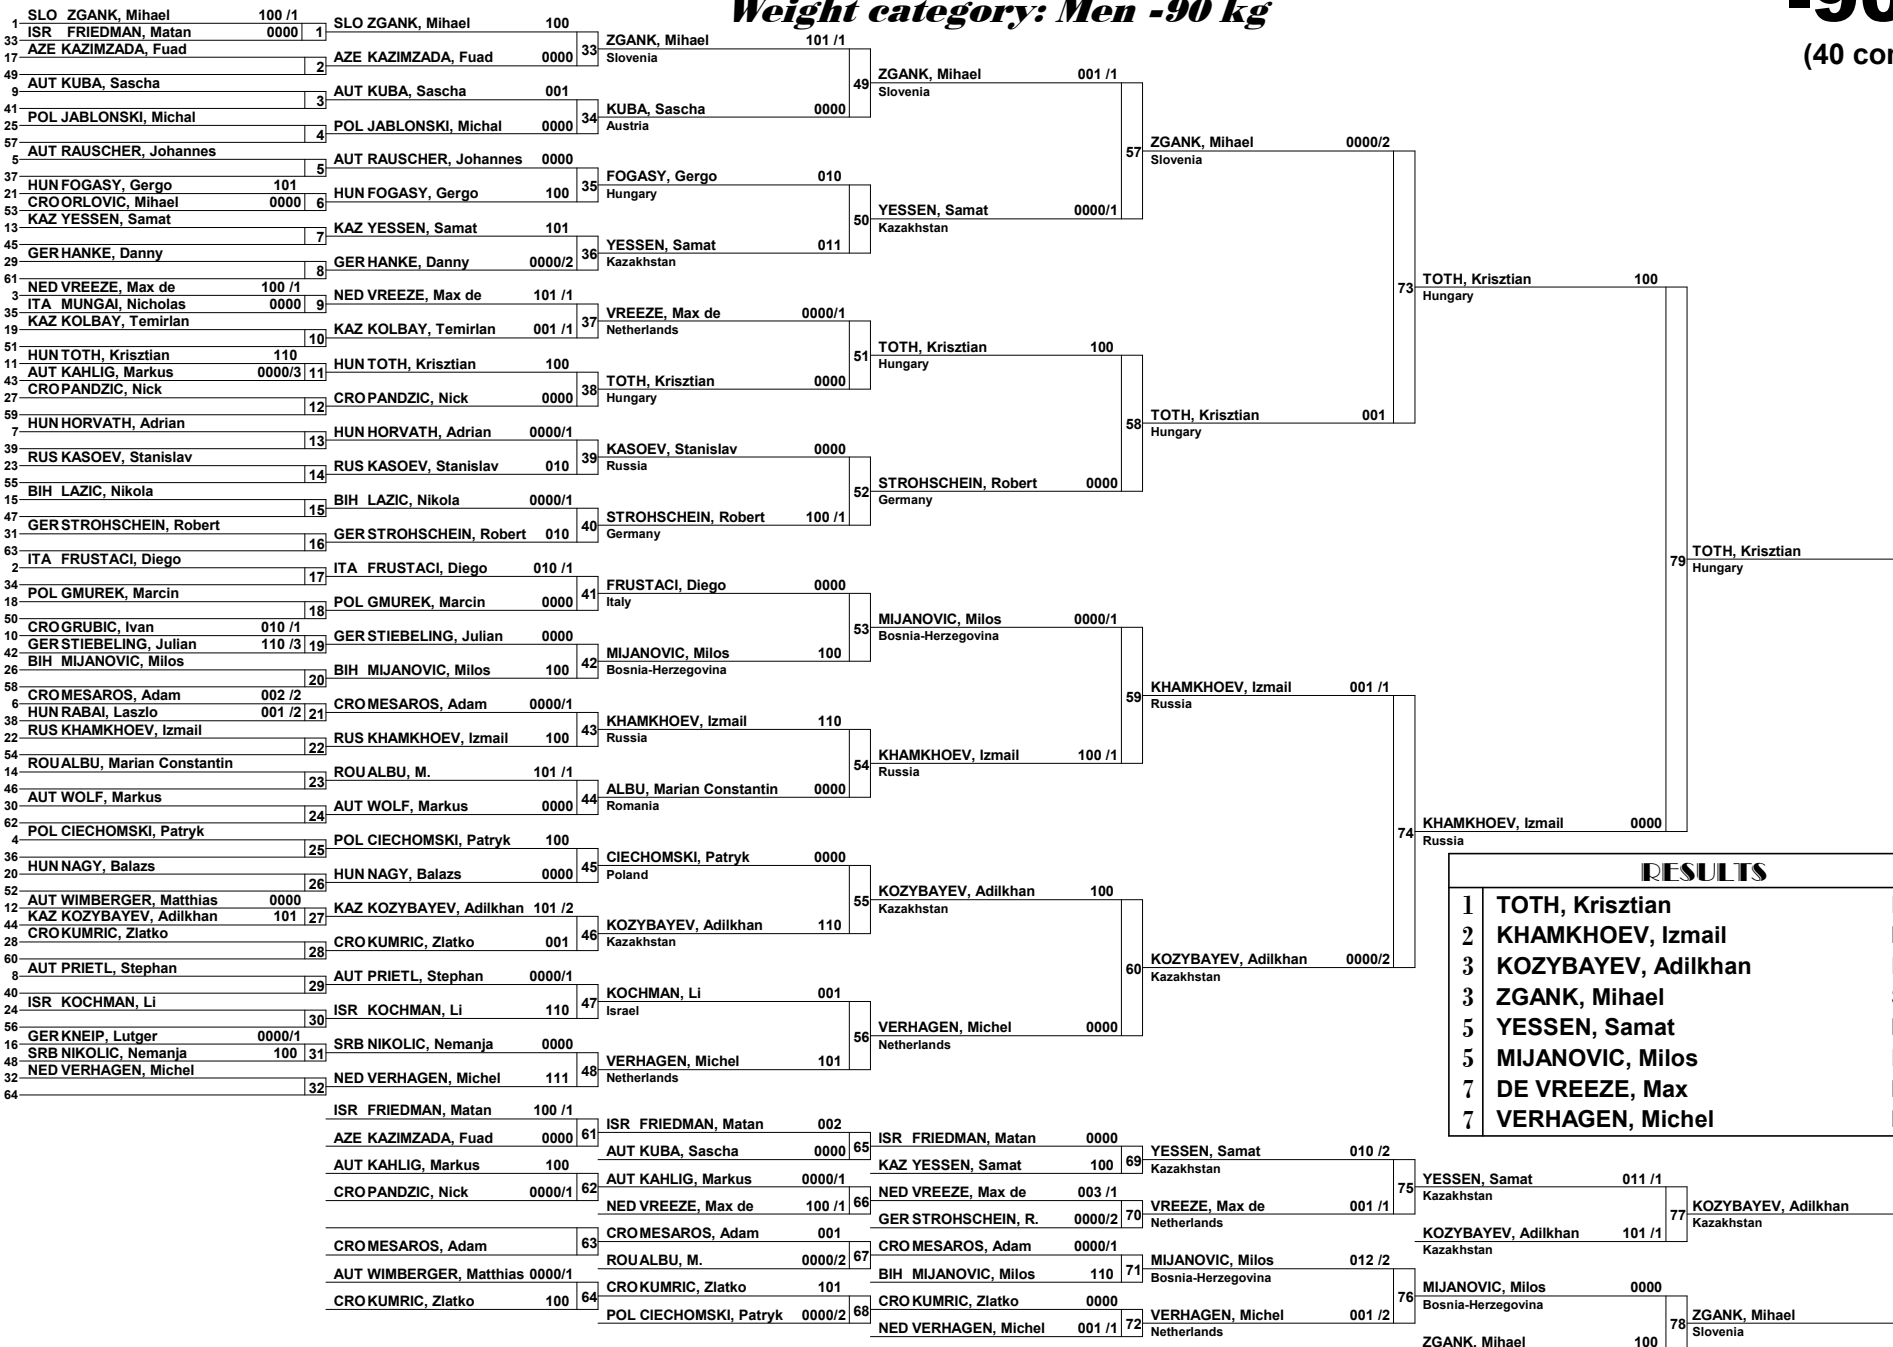 Weight category: Men -90 kg
-90
(40 co
1 SLO ZGANK, Mihael 100 /1
33 ISR FRIEDMAN, Matan 0000 1
17 AZE KAZIMZADA, Fuad
49 2
9 AUT KUBA, Sascha
41 3
25 POL JABLONSKI, Michal
57 4
5 AUT RAUSCHER, Johannes
37 5
21 HUN FOGASY, Gergo 101
53 CRO ORLOVIC, Mihael 0000 6
13 KAZ YESSEN, Samat
45 7
29 GER HANKE, Danny
61 8
3 NED VREEZE, Max de 100 /1
35 ITA MUNGAI, Nicholas 0000 9
19 KAZ KOLBAY, Temirlan
51 10
11 HUN TOTH, Krisztian 110
43 AUT KAHLIG, Markus 0000/3 11
27 CRO PANDZIC, Nick
59 12
7 HUN HORVATH, Adrian
39 13
23 RUS KASOEV, Stanislav
55 14
15 BIH LAZIC, Nikola
47 15
31 GER STROHSCHEIN, Robert
63 16
2 ITA FRUSTACI, Diego
34 17
18 POL GMUREK, Marcin
50 18
10 CRO GRUBIC, Ivan 010 /1
42 GER STIEBELING, Julian 110 /3 19
26 BIH MIJANOVIC, Milos
58 20
6 CRO MESAROS, Adam 002 /2
38 HUN RABAI, Laszlo 001 /2 21
22 RUS KHAMKHOEV, Izmail
54 22
14 ROU ALBU, Marian Constantin
46 23
30 AUT WOLF, Markus
62 24
4 POL CIECHOMSKI, Patryk
36 25
20 HUN NAGY, Balazs
52 26
12 AUT WIMBERGER, Matthias 0000
44 KAZ KOZYBAYEV, Adilkhan 101 27
28 CRO KUMRIC, Zlatko
60 28
8 AUT PRIETL, Stephan
40 29
24 ISR KOCHMAN, Li
56 30
16 GER KNEIP, Lutger 0000/1
48 SRB NIKOLIC, Nemanja 100 31
32 NED VERHAGEN, Michel
64 32
SLO ZGANK, Mihael 100
AZE KAZIMZADA, Fuad 0000 33
AUT KUBA, Sascha 001
POL JABLONSKI, Michal 0000 34
AUT RAUSCHER, Johannes 0000
HUN FOGASY, Gergo 100 35
KAZ YESSEN, Samat 101
GER HANKE, Danny 0000/2 36
NED VREEZE, Max de 101 /1
KAZ KOLBAY, Temirlan 001 /1 37
HUN TOTH, Krisztian 100
CRO PANDZIC, Nick 0000 38
HUN HORVATH, Adrian 0000/1
RUS KASOEV, Stanislav 010 39
BIH LAZIC, Nikola 0000/1
GER STROHSCHEIN, Robert 010 40
ITA FRUSTACI, Diego 010 /1
POL GMUREK, Marcin 0000 41
GER STIEBELING, Julian 0000
BIH MIJANOVIC, Milos 100 42
CRO MESAROS, Adam 0000/1
RUS KHAMKHOEV, Izmail 100 43
ROU ALBU, M. 101 /1
AUT WOLF, Markus 0000 44
POL CIECHOMSKI, Patryk 100
HUN NAGY, Balazs 0000 45
KAZ KOZYBAYEV, Adilkhan 101 /2
CRO KUMRIC, Zlatko 001 46
AUT PRIETL, Stephan 0000/1
ISR KOCHMAN, Li 110 47
SRB NIKOLIC, Nemanja 0000
NED VERHAGEN, Michel 111 48
ZGANK, Mihael 101 /1
Slovenia
KUBA, Sascha 0000 49
Austria
FOGASY, Gergo 010
Hungary
YESSEN, Samat 011 50
Kazakhstan
VREEZE, Max de 0000/1
Netherlands
TOTH, Krisztian 0000 51
Hungary
KASOEV, Stanislav 0000
Russia
STROHSCHEIN, Robert 100 /1 52
Germany
FRUSTACI, Diego 0000
Italy
MIJANOVIC, Milos 100 53
Bosnia-Herzegovina
KHAMKHOEV, Izmail 110
Russia
ALBU, Marian Constantin 0000 54
Romania
CIECHOMSKI, Patryk 0000
Poland
KOZYBAYEV, Adilkhan 110 55
Kazakhstan
KOCHMAN, Li 001
Israel
VERHAGEN, Michel 101 56
Netherlands
ZGANK, Mihael 001 /1
Slovenia
YESSEN, Samat 0000/1 57
Kazakhstan
TOTH, Krisztian 100
Hungary
STROHSCHEIN, Robert 0000 58
Germany
MIJANOVIC, Milos 0000/1
Bosnia-Herzegovina
KHAMKHOEV, Izmail 100 /1 59
Russia
KOZYBAYEV, Adilkhan 100
Kazakhstan
VERHAGEN, Michel 0000 60
Netherlands
ZGANK, Mihael 0000/2
Slovenia
TOTH, Krisztian 001 73
Hungary
KHAMKHOEV, Izmail 001 /1
Russia
KOZYBAYEV, Adilkhan 0000/2 74
Kazakhstan
TOTH, Krisztian 100
Hungary
KHAMKHOEV, Izmail 0000 79
Russia
TOTH, Krisztian
Hungary
RESULTS
1 TOTH, Krisztian
2 KHAMKHOEV, Izmail
3 KOZYBAYEV, Adilkhan
3 ZGANK, Mihael
5 YESSEN, Samat
5 MIJANOVIC, Milos
7 DE VREEZE, Max
7 VERHAGEN, Michel
ISR FRIEDMAN, Matan 100 /1
AZE KAZIMZADA, Fuad 0000 61
AUT KAHLIG, Markus 100
CRO PANDZIC, Nick 0000/1 62
CRO MESAROS, Adam 63
AUT WIMBERGER, Matthias 0000/1
CRO KUMRIC, Zlatko 100 64
ISR FRIEDMAN, Matan 002
AUT KUBA, Sascha 0000 65
AUT KAHLIG, Markus 0000/1
NED VREEZE, Max de 100 /1 66
CRO MESAROS, Adam 001
ROU ALBU, M. 0000/2 67
CRO KUMRIC, Zlatko 101
POL CIECHOMSKI, Patryk 0000/2 68
ISR FRIEDMAN, Matan 0000
KAZ YESSEN, Samat 100 69
NED VREEZE, Max de 003 /1
GER STROHSCHEIN, R. 0000/2 70
CRO MESAROS, Adam 0000/1
BIH MIJANOVIC, Milos 110 71
CRO KUMRIC, Zlatko 0000
NED VERHAGEN, Michel 001 /1 72
YESSEN, Samat 010 /2
Kazakhstan
VREEZE, Max de 001 /1 75
Netherlands
MIJANOVIC, Milos 012 /2
Bosnia-Herzegovina
VERHAGEN, Michel 001 /2 76
Netherlands
YESSEN, Samat 011 /1
Kazakhstan
KOZYBAYEV, Adilkhan 101 /1 77
Kazakhstan
MIJANOVIC, Milos 0000
Bosnia-Herzegovina
ZGANK, Mihael 100 78
KOZYBAYEV, Adilkhan
Kazakhstan
ZGANK, Mihael
Slovenia